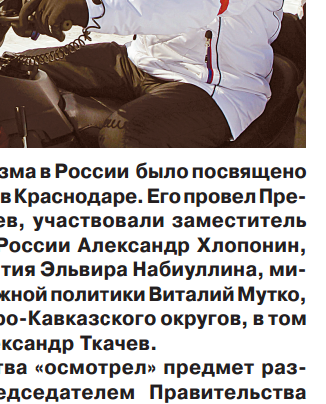 зма в России было посвящено
в Краснодаре. Его провел Пре-
ев, участвовали заместитель
России Александр Хлопонин,
тия Эльвира Набиуллина, ми-
жной политики Виталий Мутко,
ро-Кавказского округов, в том
ександр Ткачев.
тва «осмотрел» предмет раз-
едседателем Правительства